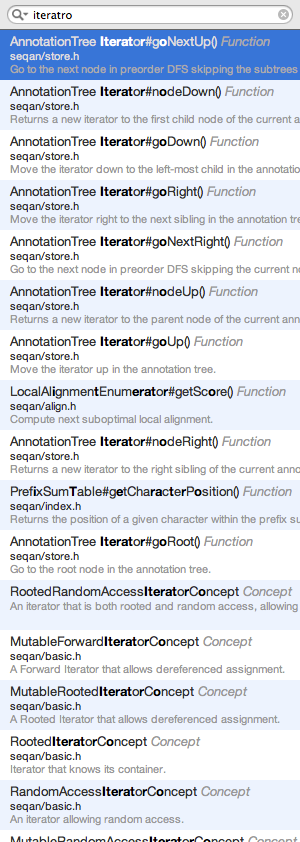 iteratro
AnnotationTree Iterator#goNextUp() Function
seqan/store.h
Go to the next node in preorder DFS skipping the subtrees
AnnotationTree Iterator#nodeDown() Function
seqan/store.h
Returns a new iterator to the first child node of the current a
AnnotationTree Iterator#goDown() Function
seqan/store.h
Move the iterator down to the left-most child in the annotatio
AnnotationTree Iterator#goRight() Function
seqan/store.h
Move the iterator right to the next sibling in the annotation tre
AnnotationTree Iterator#goNextRight() Function
seqan/store.h
Go to the next node in preorder DFS skipping the current n
AnnotationTree Iterator#nodeUp() Function
seqan/store.h
Returns a new iterator to the parent node of the current ann
AnnotationTree Iterator#goUp() Function
seqan/store.h
Move the iterator up in the annotation tree.
LocalAlignmentEnumerator#getScore() Function
seqan/align.h
Compute next suboptimal local alignment.
AnnotationTree Iterator#nodeRight() Function
seqan/store.h
Returns a new iterator to the right sibling of the current anno
PrefixSumTable#getCharacterPosition() Function
seqan/index.h
Returns the position of a given character within the prefix su
AnnotationTree Iterator#goRoot() Function
seqan/store.h
Go to the root node in the annotation tree.
RootedRandomAccessIteratorConcept Concept
An iterator that is both rooted and random access, allowing
MutableForwardIteratorConcept Concept
seqan/basic.h
A Forward Iterator that allows dereferenced assignment.
MutableRootedIteratorConcept Concept
seqan/basic.h
A Rooted Iterator that allows dereferenced assignment.
RootedIteratorConcept Concept
seqan/basic.h
Iterator that knows its container.
RandomAccessIteratorConcept Concept
seqan/basic.h
An iterator allowing random access.
MutableRandomAccessIteratorConcept Concept